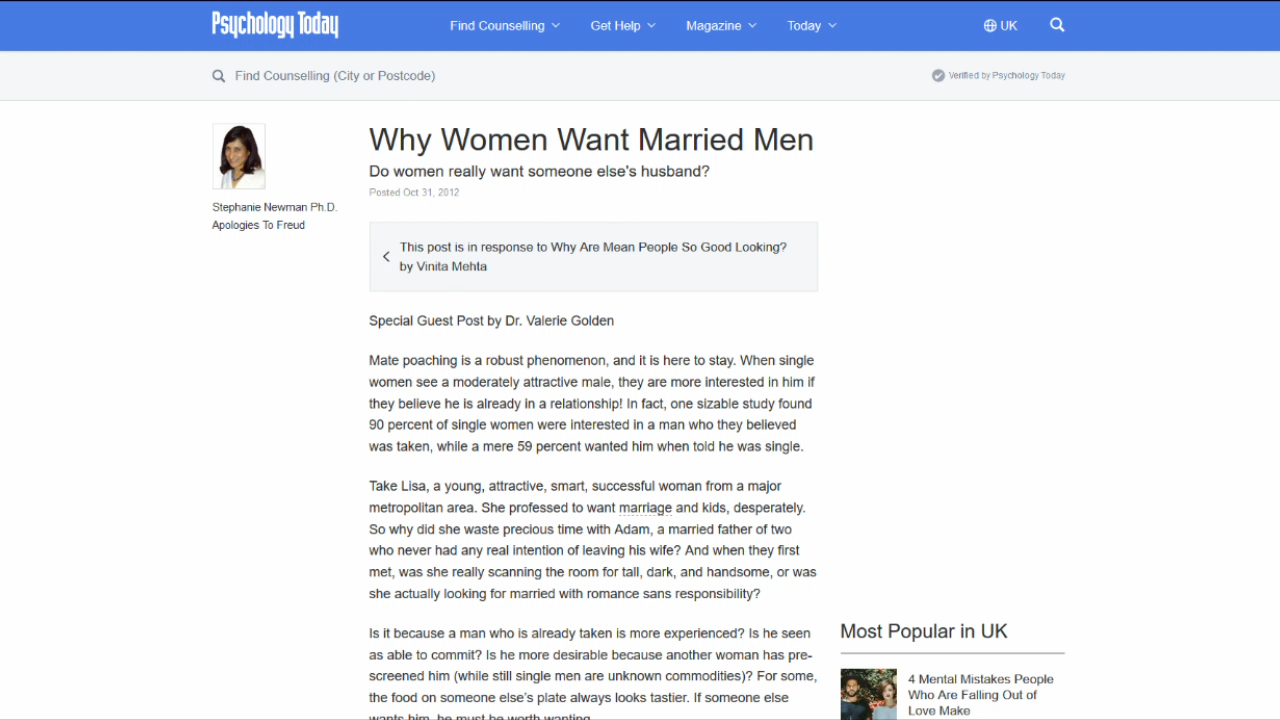 Psychology Today
Find Counselling
Get Help
Magazine
Today
UK
Find Counselling (City or Postcode)
Verified by Psychology Today
Stephanie Newman Ph.D.
Apologies To Freud
Why Women Want Married Men
Do women really want someone else's husband?
Posted Oct 31, 2012
This post is in response to Why Are Mean People So Good Looking?
by Vinita Mehta
Special Guest Post by Dr. Valerie Golden
Mate poaching is a robust phenomenon, and it is here to stay. When single
women see a moderately attractive male, they are more interested in him if
they believe he is already in a relationship! In fact, one sizable study found
90 percent of single women were interested in a man who they believed
was taken, while a mere 59 percent wanted him when told he was single.
Take Lisa, a young, attractive, smart, successful woman from a major
metropolitan area. She professed to want marriage and kids, desperately.
So why did she waste precious time with Adam, a married father of two
who never had any real intention of leaving his wife? And when they first
met, was she really scanning the room for tall, dark, and handsome, or was
she actually looking for married with romance sans responsibility?
Is it because a man who is already taken is more experienced? Is he seen
as able to commit? Is he more desirable because another woman has pre-
screened him (while still single men are unknown commodities)? For some,
the food on someone else's plate always looks tastier. If someone else
wants him, he must be worth wanting.
Most Popular in UK
4 Mental Mistakes People
Who Are Falling Out of
Love Make